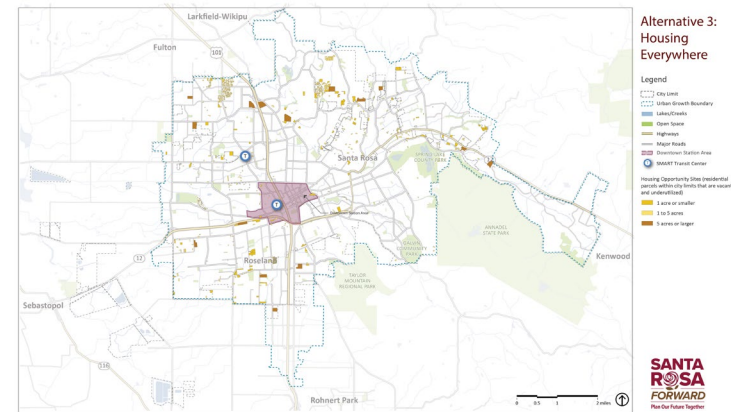 Alternative 3:
Housing
Everywhere
Legend
City Limit
Urban Growth Boundary
Lakes/Creeks
Open Space
Highways
Major Roads
Downtown Station Area
T
SMART Transit Center
Housing Opportunity Sites (residential
parcels within city limits that are vacant
and underutilized)
1 acre or smaller
1 to 5 acres
5 acres or larger
Larkfield-Wikipu
Fulton
101
T
Santa Rosa
SPRING LAKE
COUNTY PARK
T
ANNADEL
STATE PARK
Kenwood
12
Roseland
COMMUNITY
PARK
TAYLOR
MOUNTAIN
REGIONAL PARK
Sebastopol
116
Rohnert Park
0 0.5 1 2 miles
SANTA
ROSA
FORWARD
Plan Our Future Together